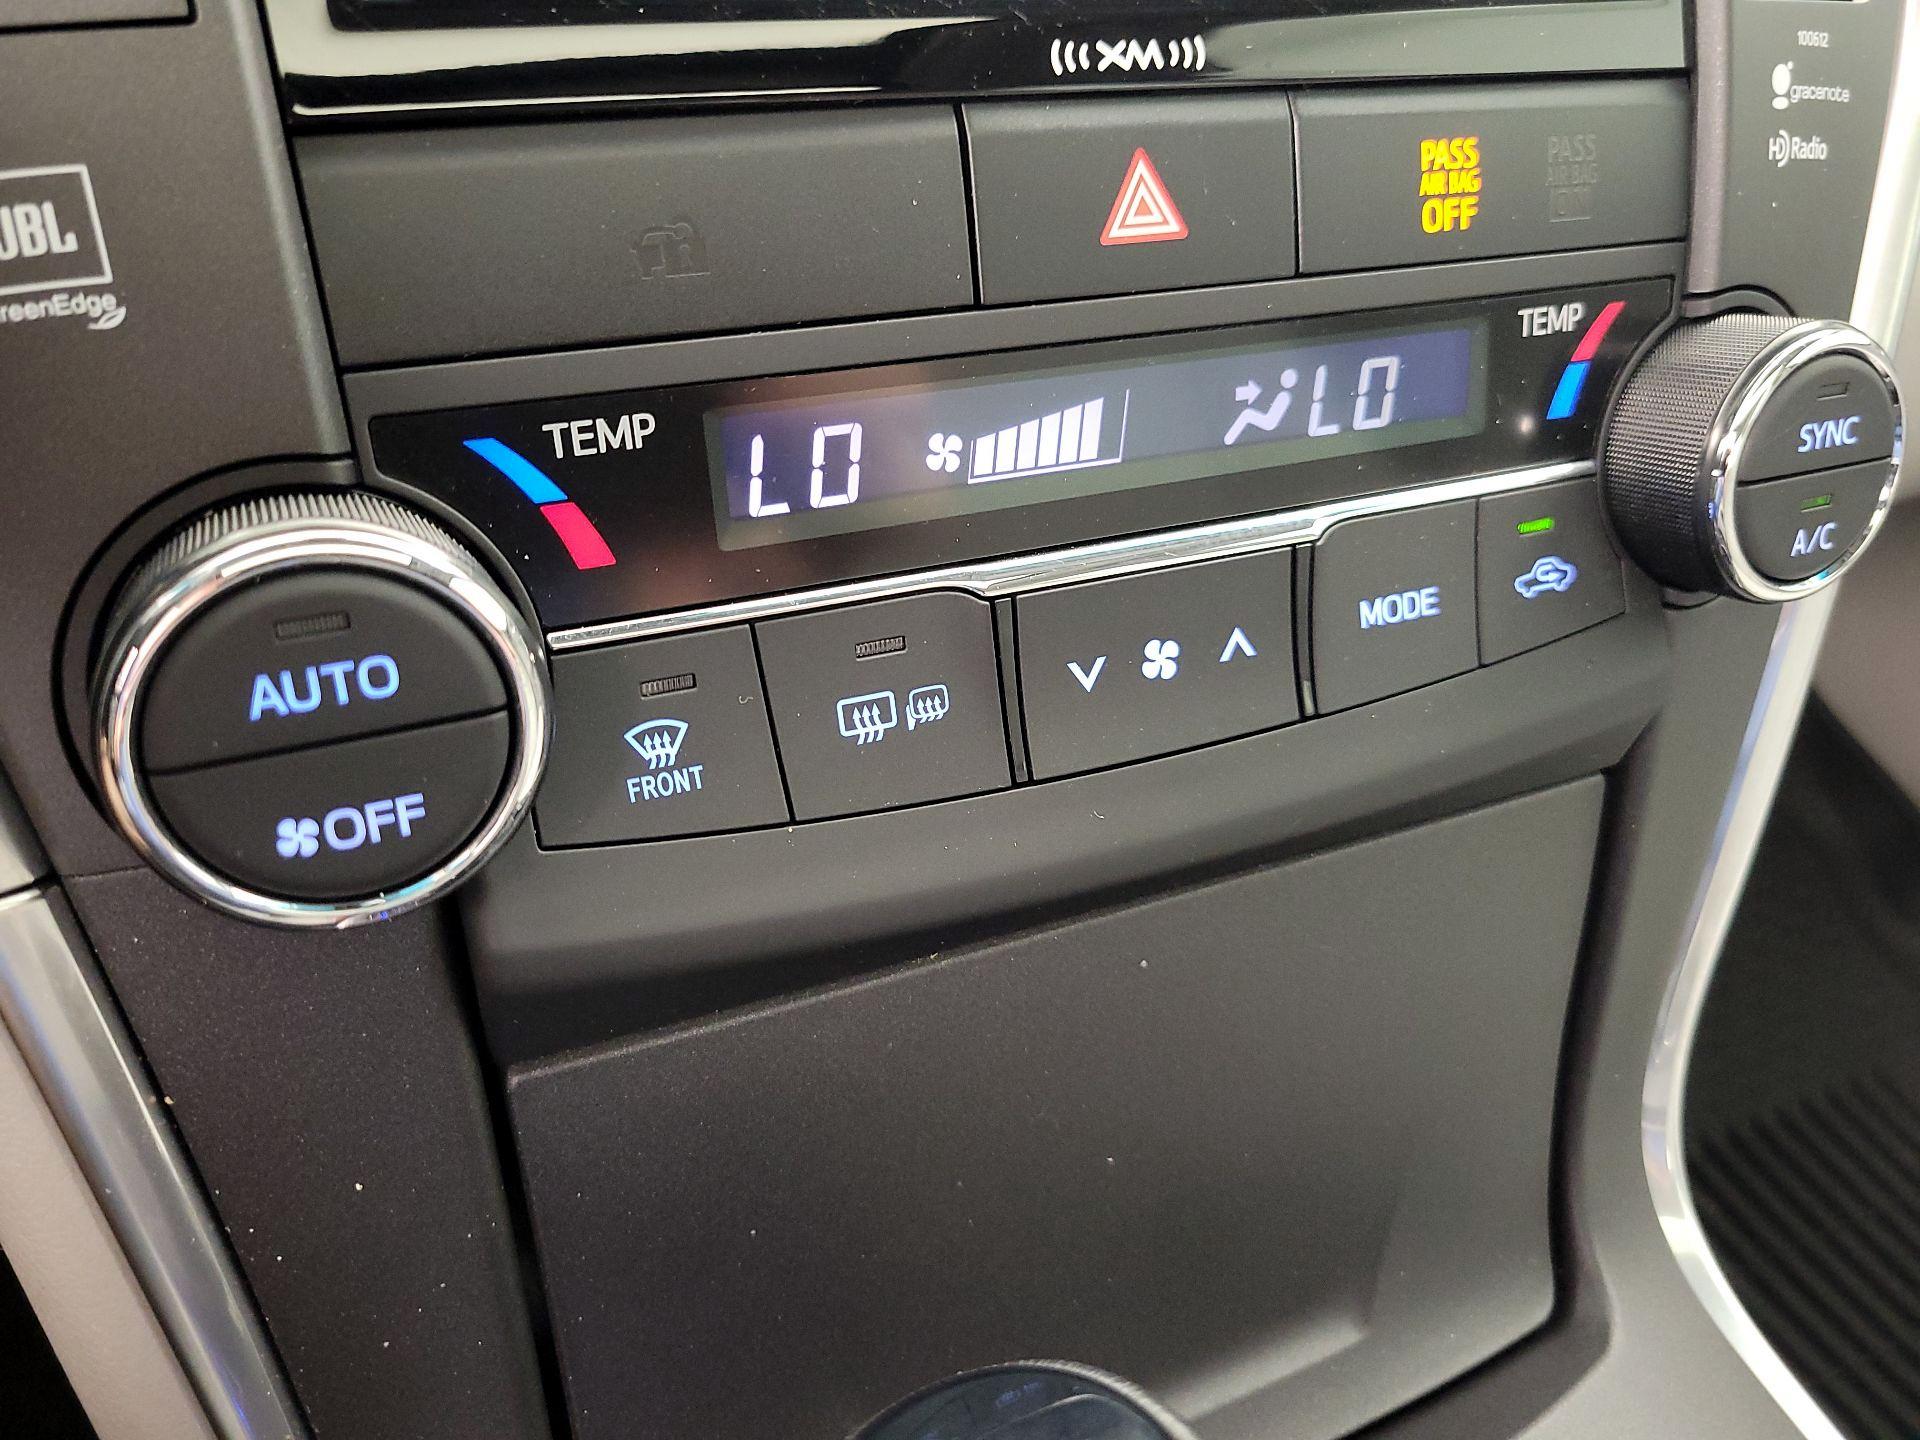 XM
100612
gracenote
HD Radio
JBL
GreenEdge
PASS
AIR BAG
OFF
PASS
AIR BAG
ON
TEMP
TEMP
LO
LO
SYNC
A/C
AUTO
OFF
FRONT
MODE